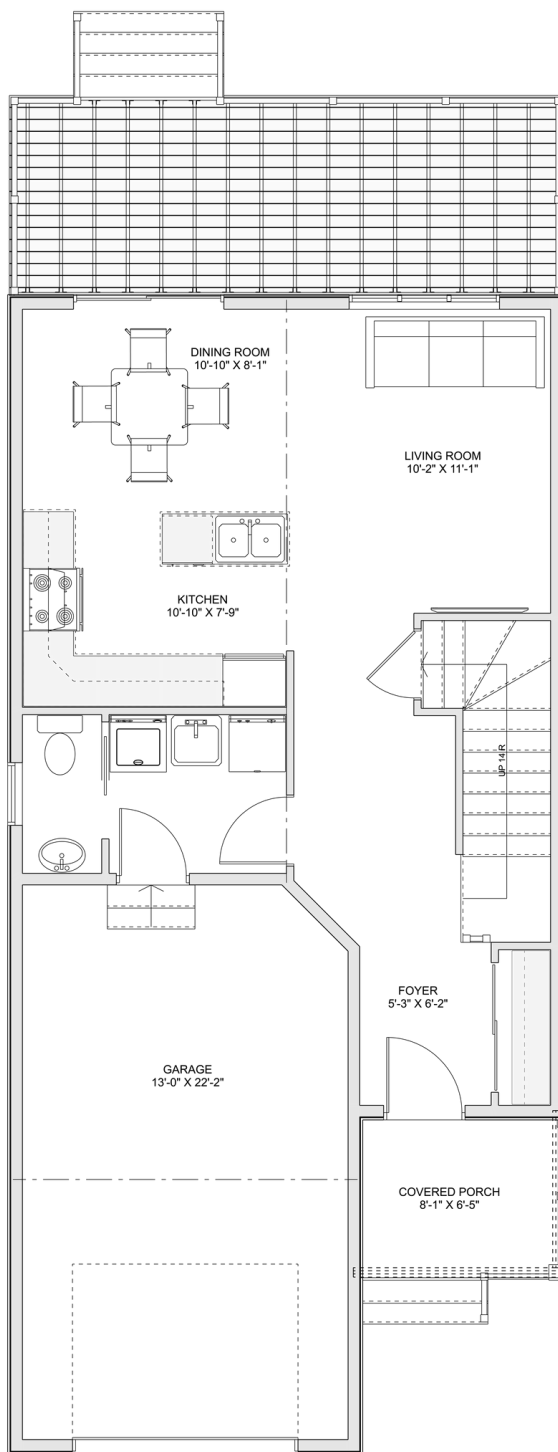 DINING ROOM
10'-10" X 8'-1"
LIVING ROOM
10'-2" X 11'-1"
KITCHEN
10'-10" X 7'-9"
UP 14 R
FOYER
5'-3" X 6'-2"
GARAGE
13'-0" X 22'-2"
COVERED PORCH
8'-1" X 6'-5"